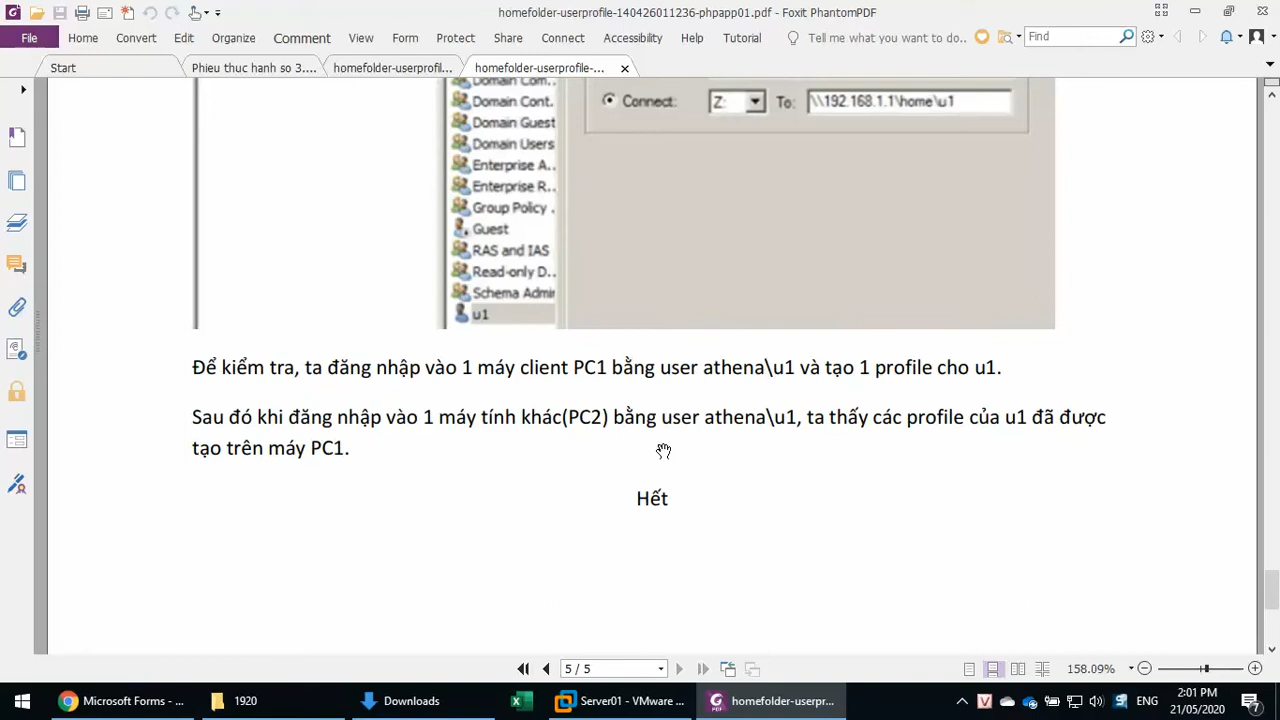 homefolder-userprofile-140426011236-phpapp01.pdf - Foxit PhantomPDF
File Home Convert Edit Organize Comment View Form Protect Share Connect Accessibility Help Tutorial Tell me what you want to do.. Find
Start Phieu thuc hanh so 3.... homefolder-userprofil... homefolder-userprofile-...
Domain Com...
Domain Cont. Connect: Z: To: \\192.168.1.1\home\u1
Domain Guest
Domain Users
Enterprise A..
Enterprise R..
Group Policy .
Guest
RAS and IAS
Read-only D..
Schema Admin
u1
Để kiểm tra, ta đăng nhập vào 1 máy client PC1 bằng user athena\u1 và tạo 1 profile cho u1.
Sau đó khi đăng nhập vào 1 máy tính khác(PC2) bằng user athena\u1, ta thấy các profile của u1 đã được
tạo trên máy PC1.
Hết
5 / 5 158.09%
Microsoft Forms - ... 1920 Downloads Server01 - VMware ... homefolder-userpr... ENG 2:01 PM
21/05/2020 7